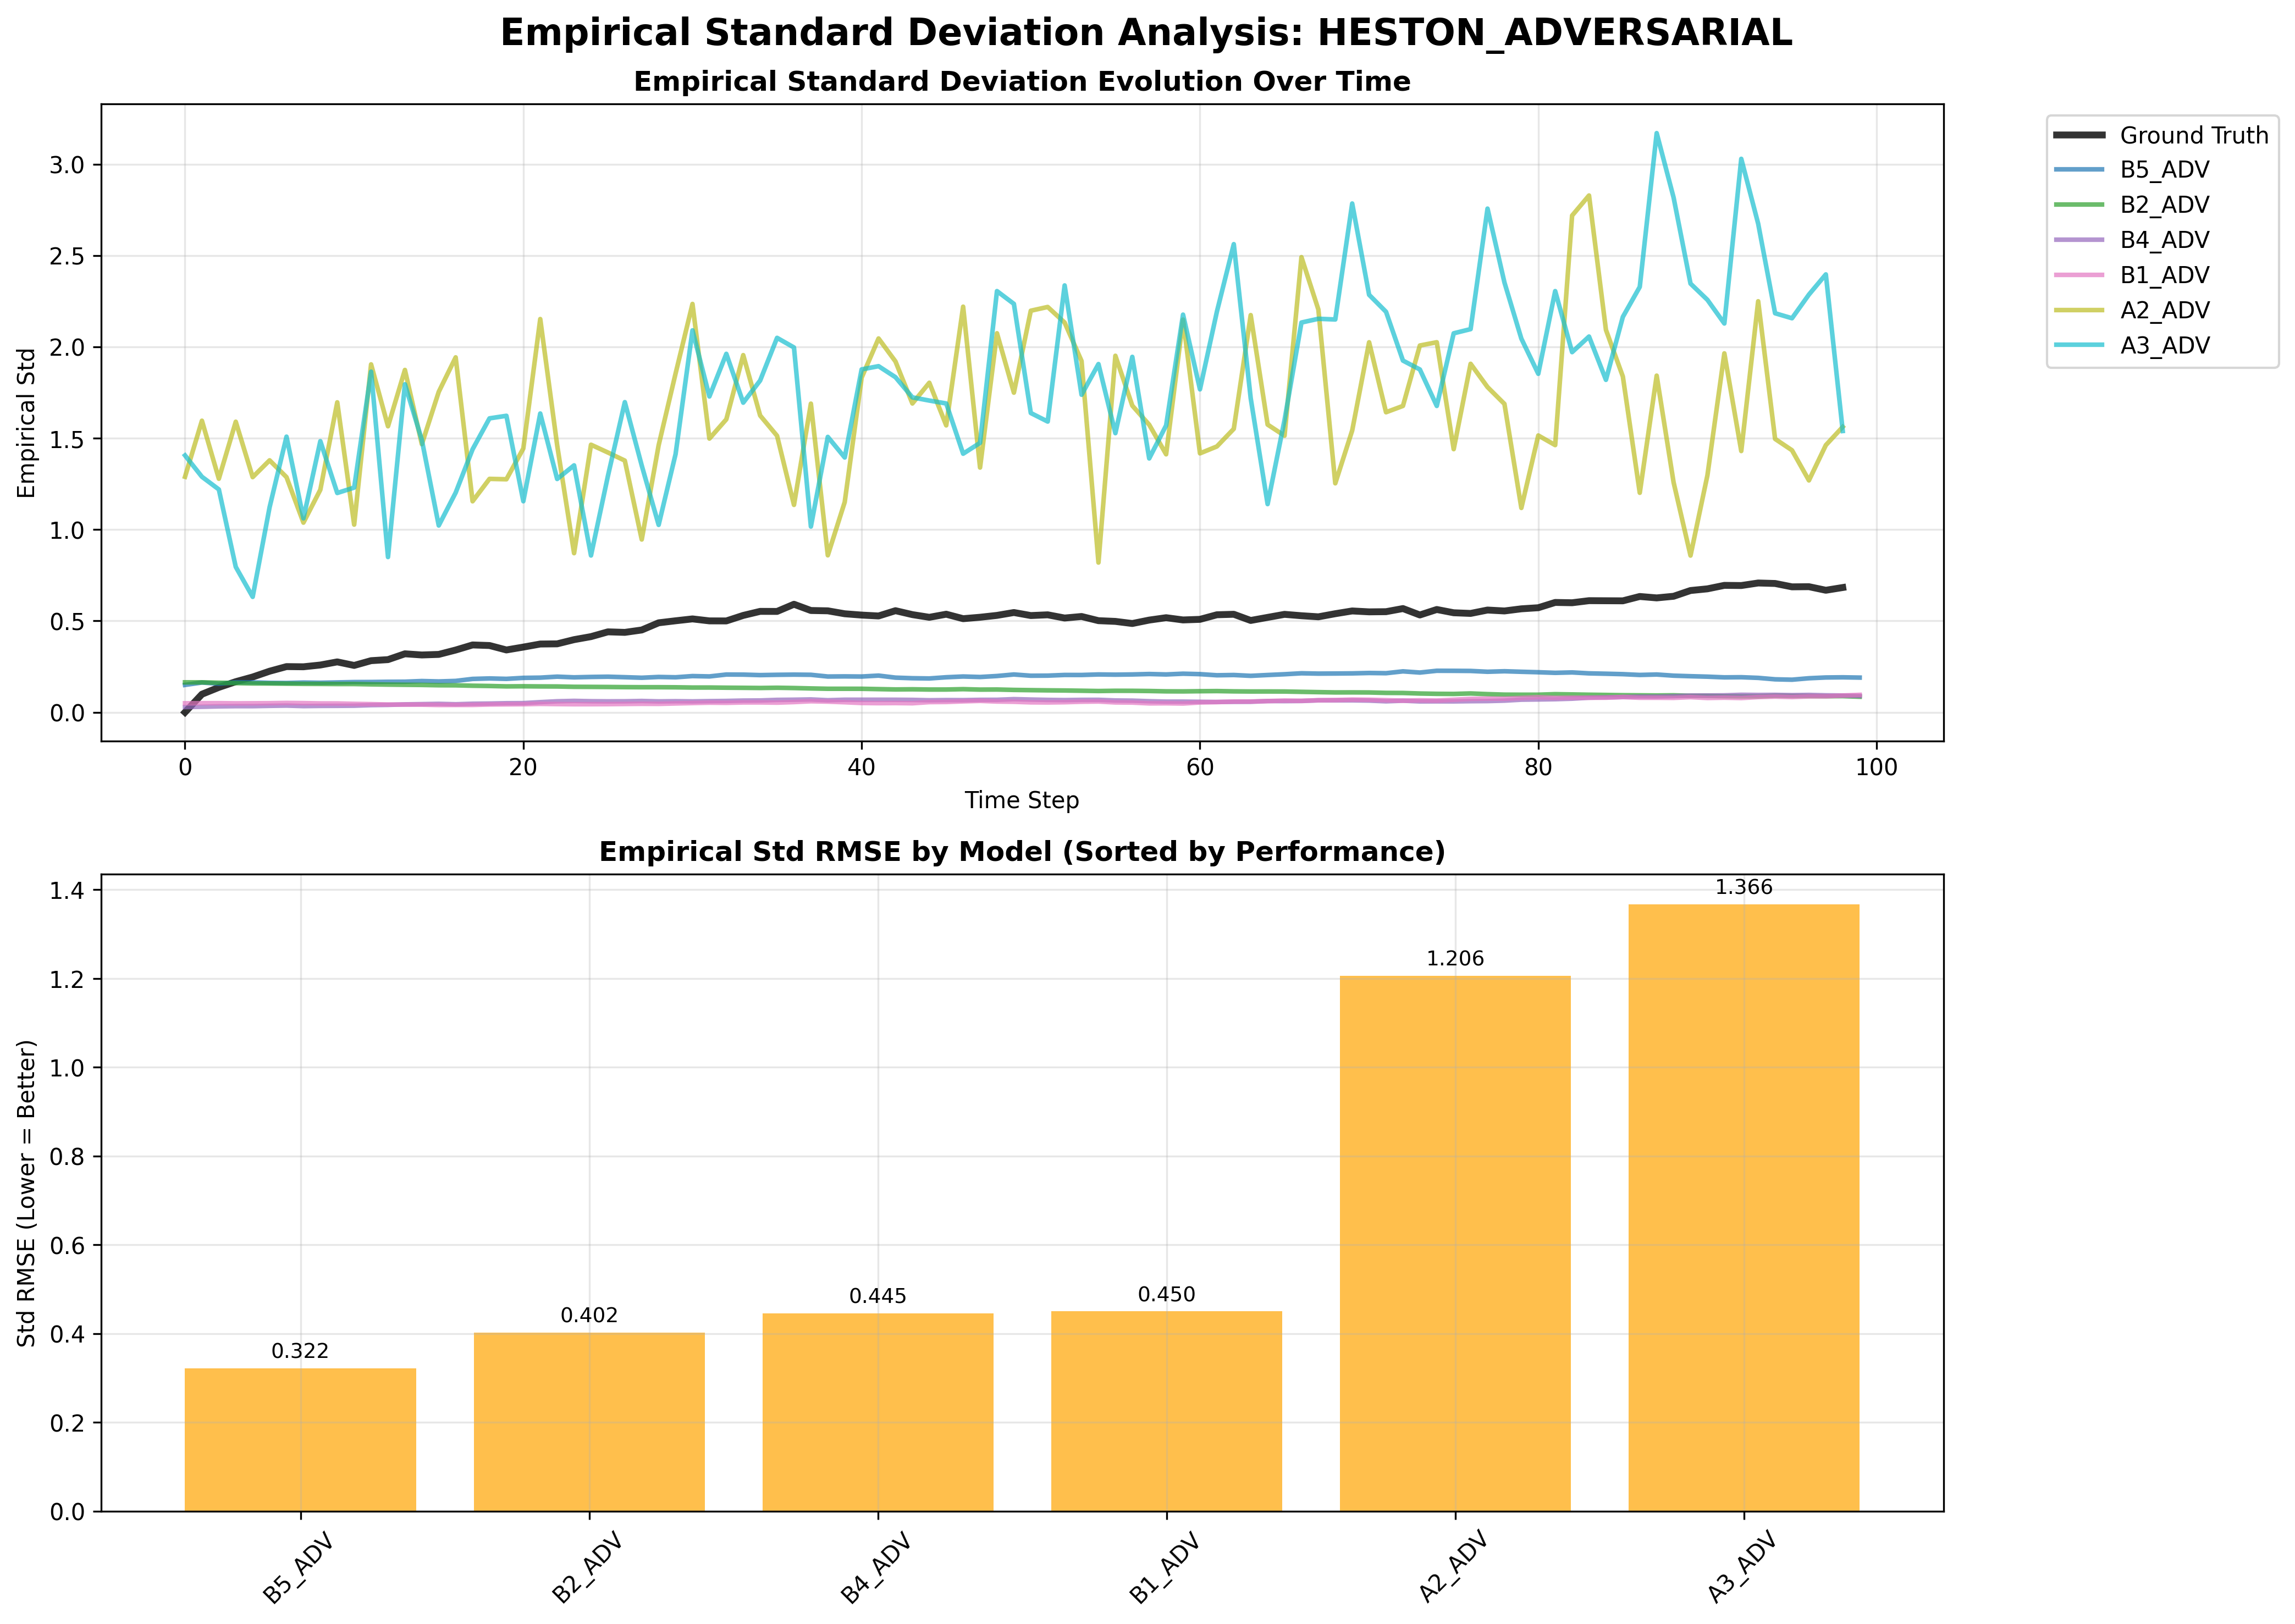 Empirical Standard Deviation Analysis: HESTON_ADVERSARIAL
Empirical Standard Deviation Evolution Over Time
Empirical Std
3.0
2.5
2.0
1.5
1.0
0.5
0.0
0
20
40
60
80
100
Time Step
Ground Truth
B5_ADV
B2_ADV
B4_ADV
B1_ADV
A2_ADV
A3_ADV
Empirical Std RMSE by Model (Sorted by Performance)
Std RMSE (Lower = Better)
1.4
1.2
1.0
0.8
0.6
0.4
0.2
0.0
0.322
0.402
0.445
0.450
1.206
1.366
B5_ADV
B2_ADV
B4_ADV
B1_ADV
A2_ADV
A3_ADV